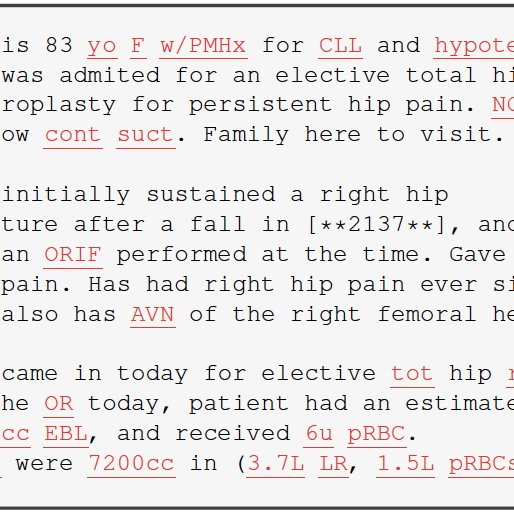 is 83 yo F w/PMHx for CLL and hypote
was admited for an elective total hi
roplasty for persistent hip pain. NG
ow cont suct. Family here to visit.
initially sustained a right hip
ture after a fall in [**2137**], and
an ORIF performed at the time. Gave
pain. Has had right hip pain ever si
also has AVN of the right femoral he
came in today for elective tot hip
he OR today, patient had an estimate
cc EBL, and received 6u pRBC.
were 7200cc in (3.7L LR, 1.5L pRBCs